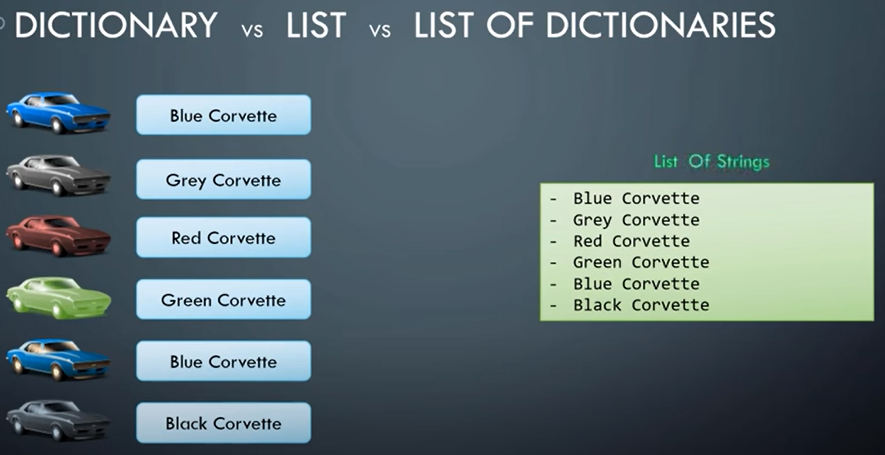 DICTIONARY vs LIST vs LIST OF DICTIONARIES
Blue Corvette
Grey Corvette
Red Corvette
Green Corvette
Blue Corvette
Black Corvette
List Of Strings
- Blue Corvette
- Grey Corvette
- Red Corvette
- Green Corvette
- Blue Corvette
- Black Corvette